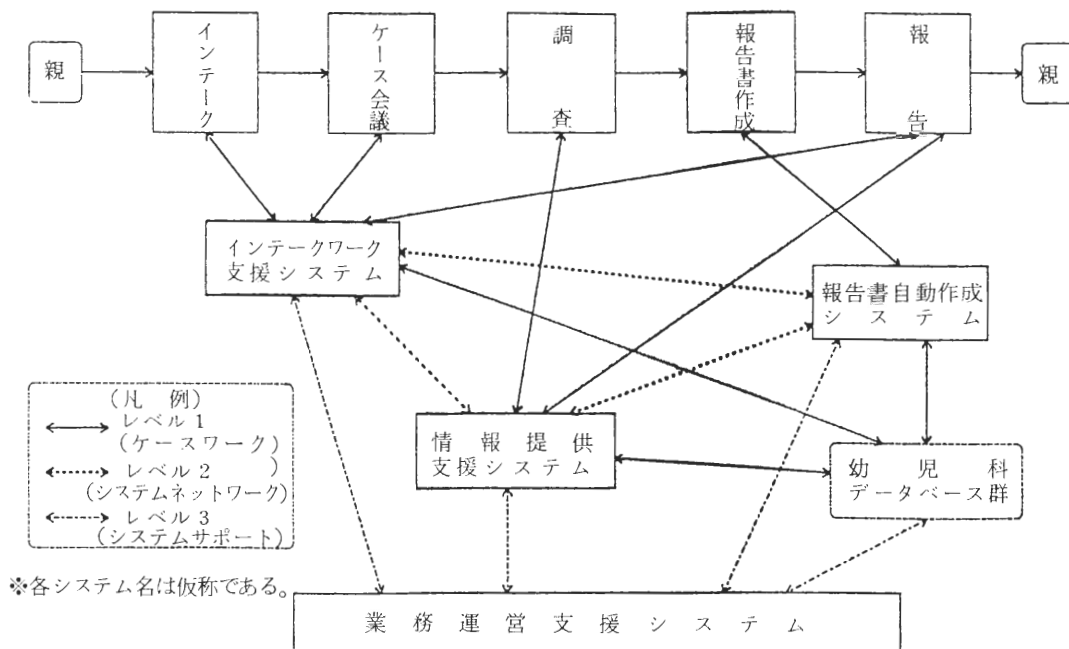 親
インテーク
ケース会議
調査
報告書作成
報告
親
インテークワーク
支援システム
報告書自動作成
システム
情報提供
支援システム
幼児科
データベース群
(凡例)
レベル1
(ケースワーク)
レベル2 )
(システムネットワーク)
レベル3
(システムサポート)
※各システム名は仮称である。
業務運営支援システム